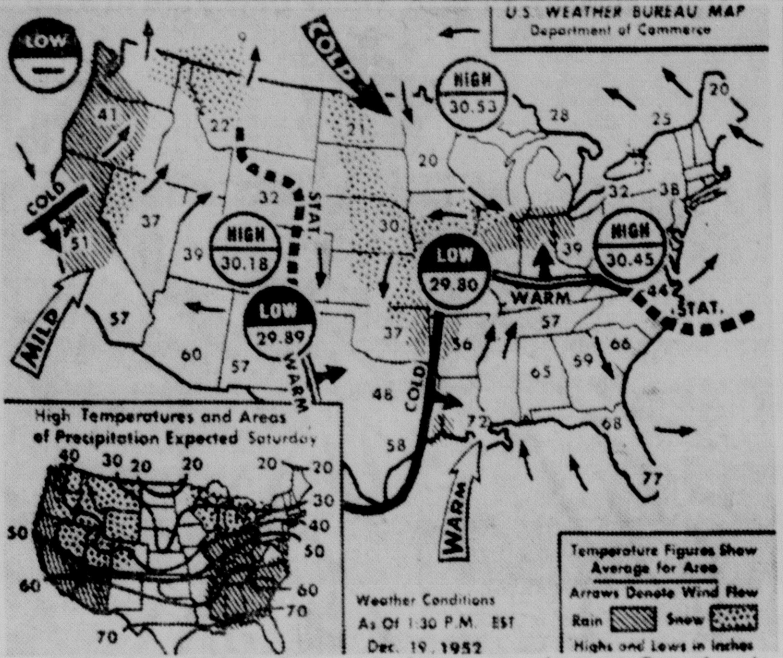 U.S. WEATHER BUREAU MAP
Department of Commerce
LOW
COLD
HIGH
30.53
20
9
28
25
41
22
21
20
32
38
32
STAT.
COLD
37
30
39
51
HIGH
30.18
39
LOW
29.80
HIGH
30.45
WARM
44
STAT.
MILD
57
LOW
29.89
60
57
WARM
37
56
57
65
59
66
48
COLD
58
72
68
77
WARM
High Temperatures and Areas
of Precipitation Expected Saturday
40
30
20
20
20
20
30
40
50
50
60
60
70
70
Weather Conditions
As Of 1:30 P.M. EST
Dec. 19, 1952
Temperature Figures Show
Average for Area
Arrows Denote Wind Flow
Rain
Snow
Highs and Lows in Inches